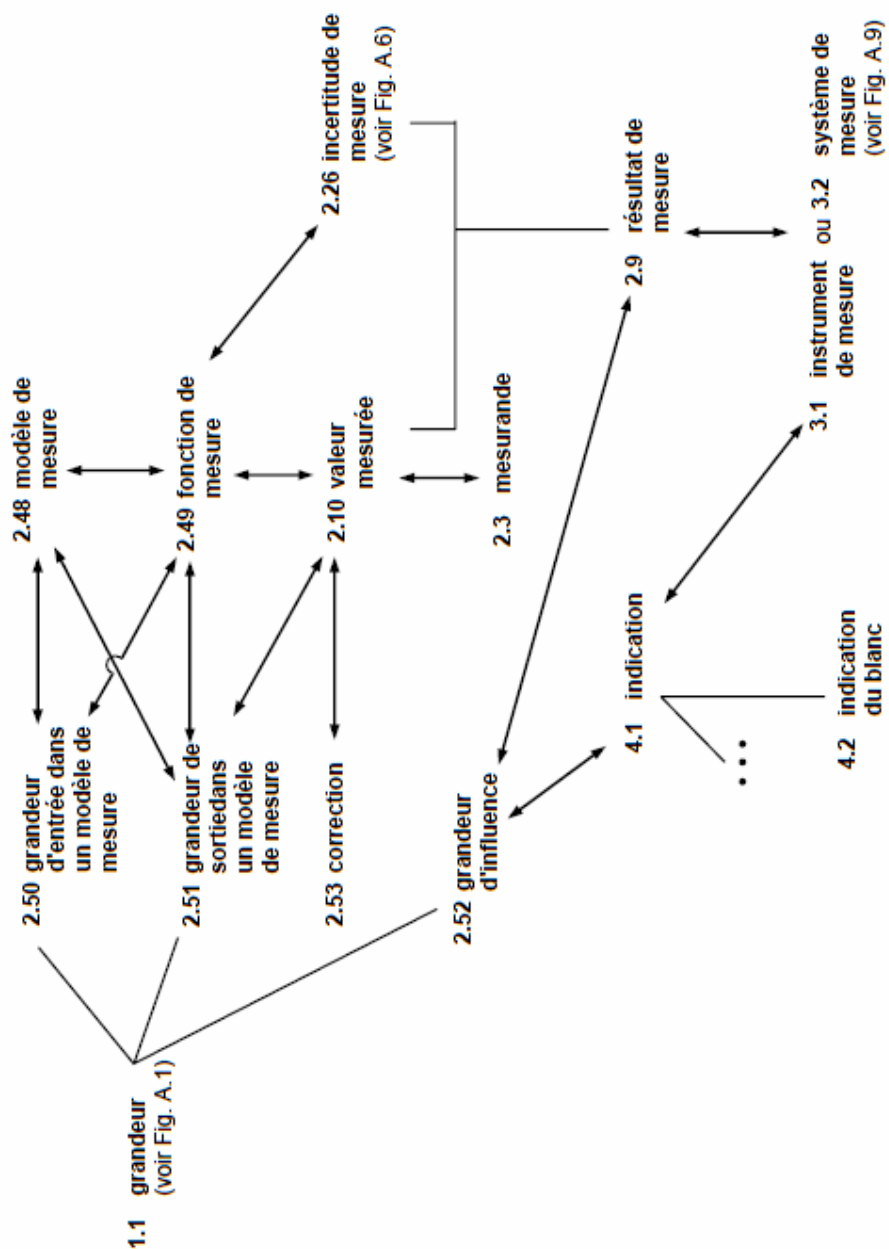 1.1 grandeur
(voir Fig. A.1)
2.50 grandeur
d'entrée dans
un modèle de
mesure
2.51 grandeur de
sortiedans
un modèle
de mesure
2.53 correction
2.52 grandeur
d'influence
2.48 modèle de
mesure
2.49 fonction de
mesure
2.10 valeur
mesurée
2.3 mesurande
2.26 incertitude de
mesure
(voir Fig. A.6)
2.9 résultat de
mesure
4.1 indication
...
4.2 indication
du blanc
3.1 instrument ou 3.2 système de
de mesure mesure
(voir Fig. A.9)